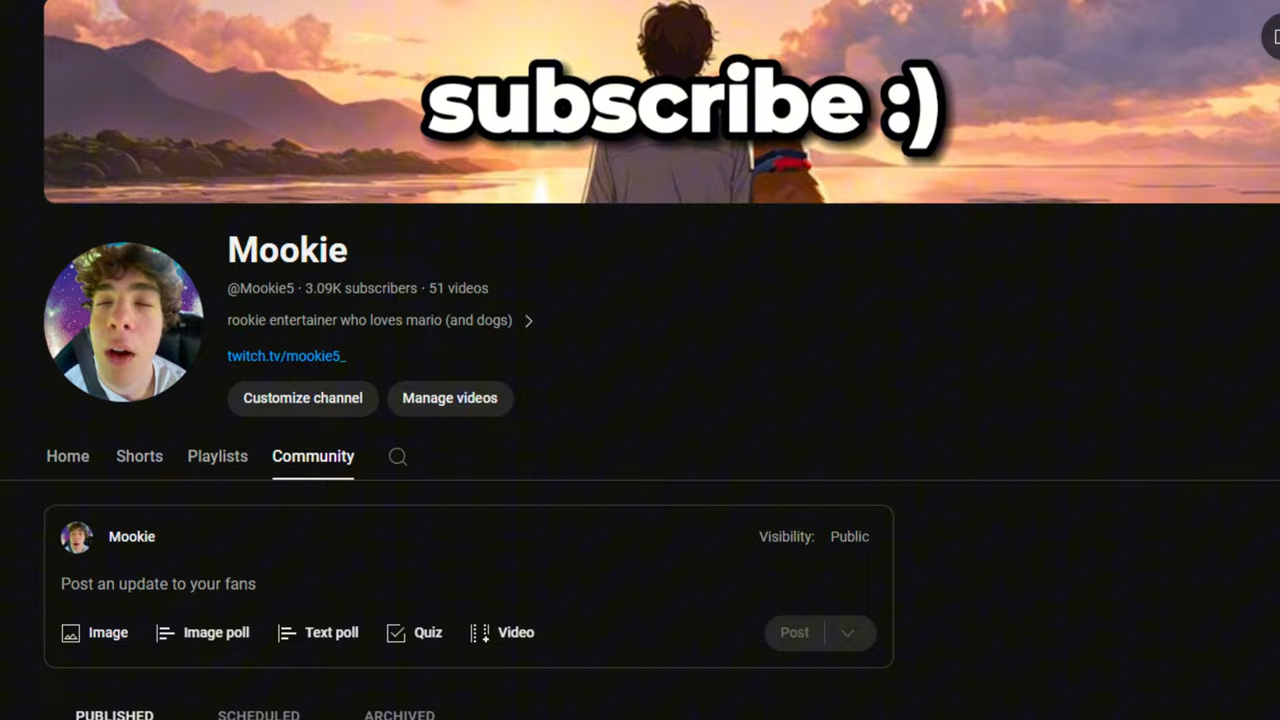 subscribe :)
Mookie
@Mookie5 · 3.09K subscribers · 51 videos
rookie entertainer who loves mario (and dogs)
twitch.tv/mookie5_
Customize channel Manage videos
Home Shorts Playlists Community
Mookie Visibility: Public
Post an update to your fans
Image Image poll Text poll Quiz Video Post
PUBLISHED SCHEDULED ARCHIVED